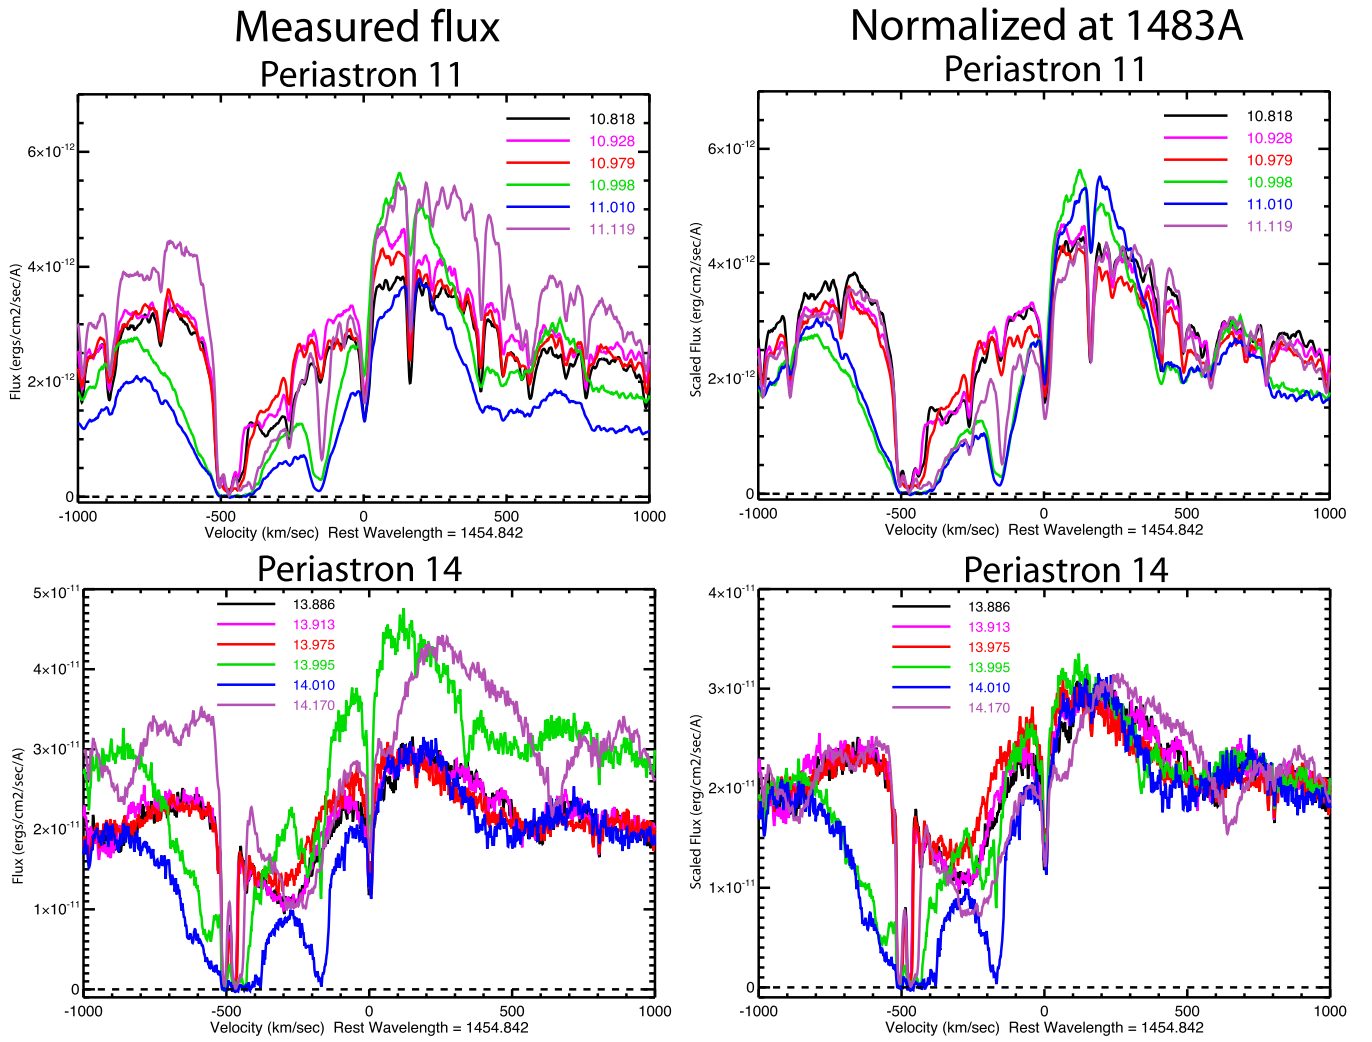 Measured flux
Normalized at 1483A
Periastron 11
Periastron 11
10.818
10.928
10.979
10.998
11.010
11.119
6×10-12
4×10-12
2×10-12
0
Flux (ergs/cm2/sec/A)
-1000 -500 0 500 1000
Velocity (km/sec) Rest Wavelength = 1454.842
10.818
10.928
10.979
10.998
11.010
11.119
6×10-12
4×10-12
2×10-12
0
Scaled Flux (erg/cm2/sec/A)
-1000 -500 0 500 1000
Velocity (km/sec) Rest Wavelength = 1454.842
Periastron 14
Periastron 14
13.886
13.913
13.975
13.995
14.010
14.170
5×10-11
4×10-11
3×10-11
2×10-11
1×10-11
0
Flux (ergs/cm2/sec/A)
-1000 -500 0 500 1000
Velocity (km/sec) Rest Wavelength = 1454.842
13.886
13.913
13.975
13.995
14.010
14.170
4×10-11
3×10-11
2×10-11
1×10-11
0
Scaled Flux (erg/cm2/sec/A)
-1000 -500 0 500 1000
Velocity (km/sec) Rest Wavelength = 1454.842